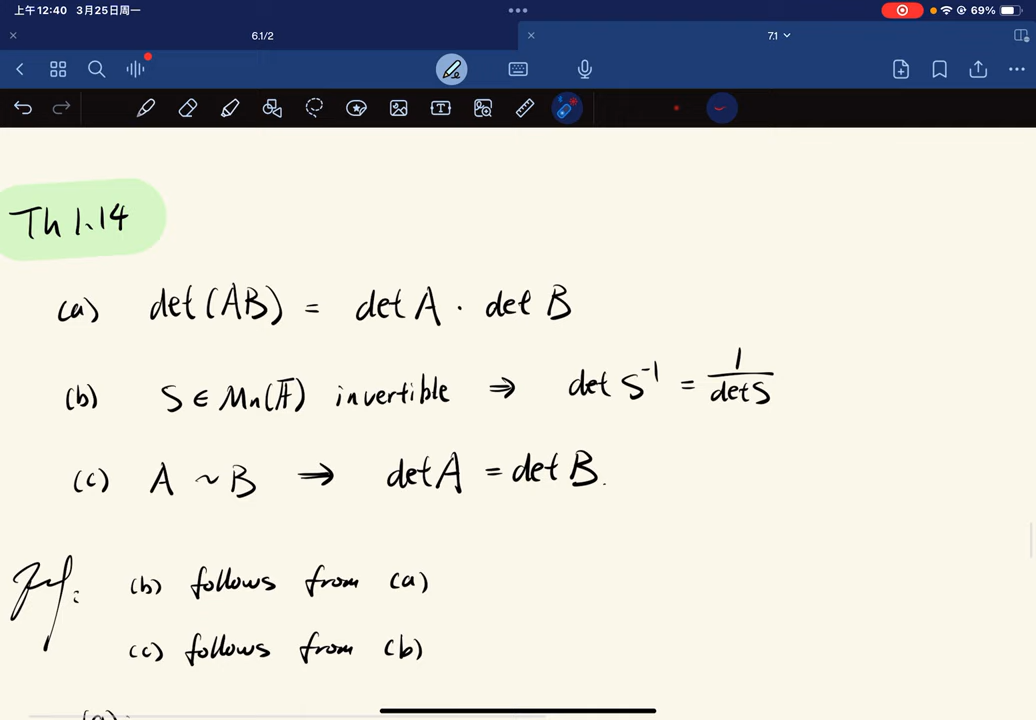 上午12:40 3月25日周一
69%
6.1/2
7.1
Th 1.14
(a) det(AB) = det A · det B
(b) S ∈ Mn(F) invertible ⇒ det S⁻¹ = 1/det S
(c) A ~ B ⇒ det A = det B.
Pf: (b) follows from (a)
(c) follows from (b)
(a):